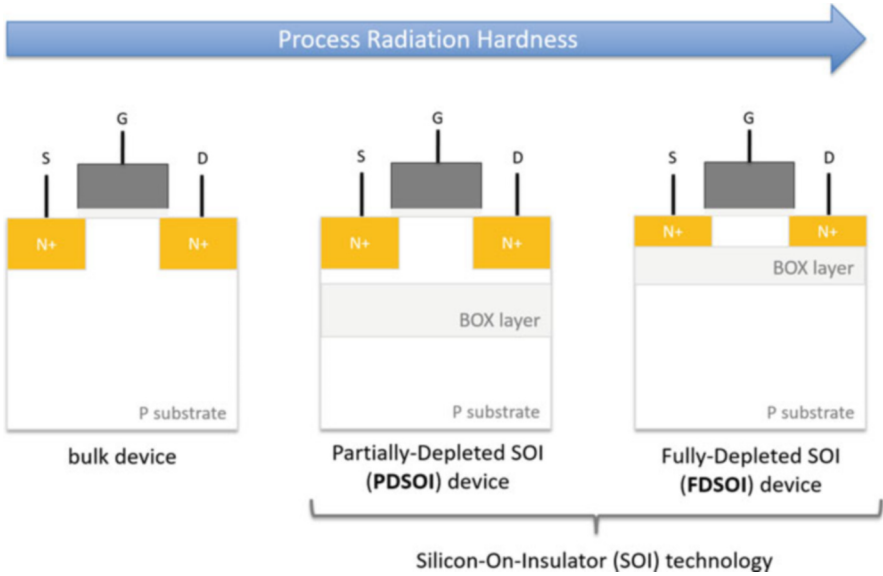 Process Radiation Hardness
G
S
D
N+
N+
P substrate
bulk device
G
S
D
N+
N+
BOX layer
P substrate
Partially-Depleted SOI
(PDSOI) device
G
S
D
N+
N+
BOX layer
P substrate
Fully-Depleted SOI
(FDSOI) device
Silicon-On-Insulator (SOI) technology